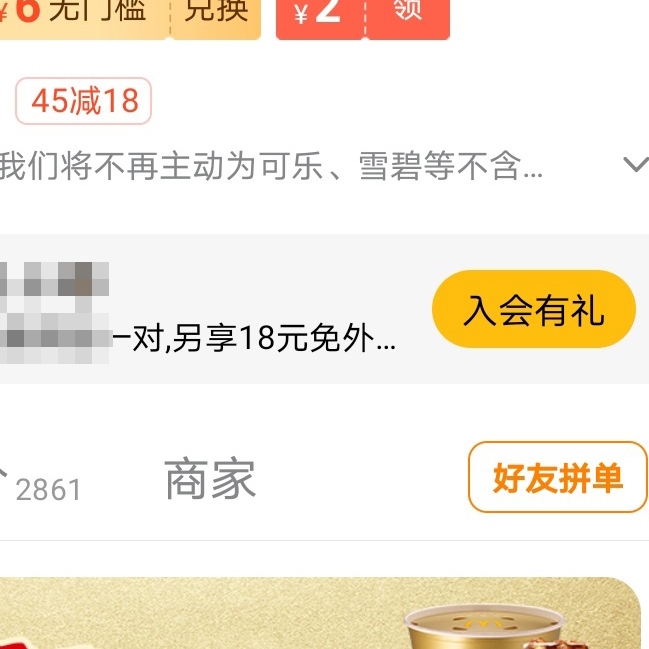 ¥6 无门槛 兑换 ¥2 领
45减18
我们将不再主动为可乐、雪碧等不含...
一对,另享18元免外...
入会有礼
2861
商家
好友拼单